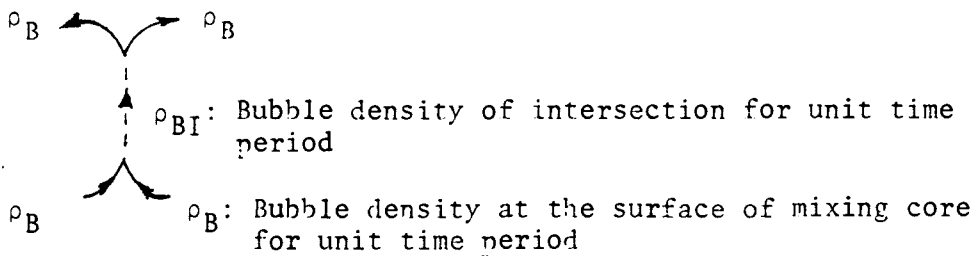 ρB ρB
ρBI: Bubble density of intersection for unit time
period
ρB ρB: Bubble density at the surface of mixing core
for unit time period